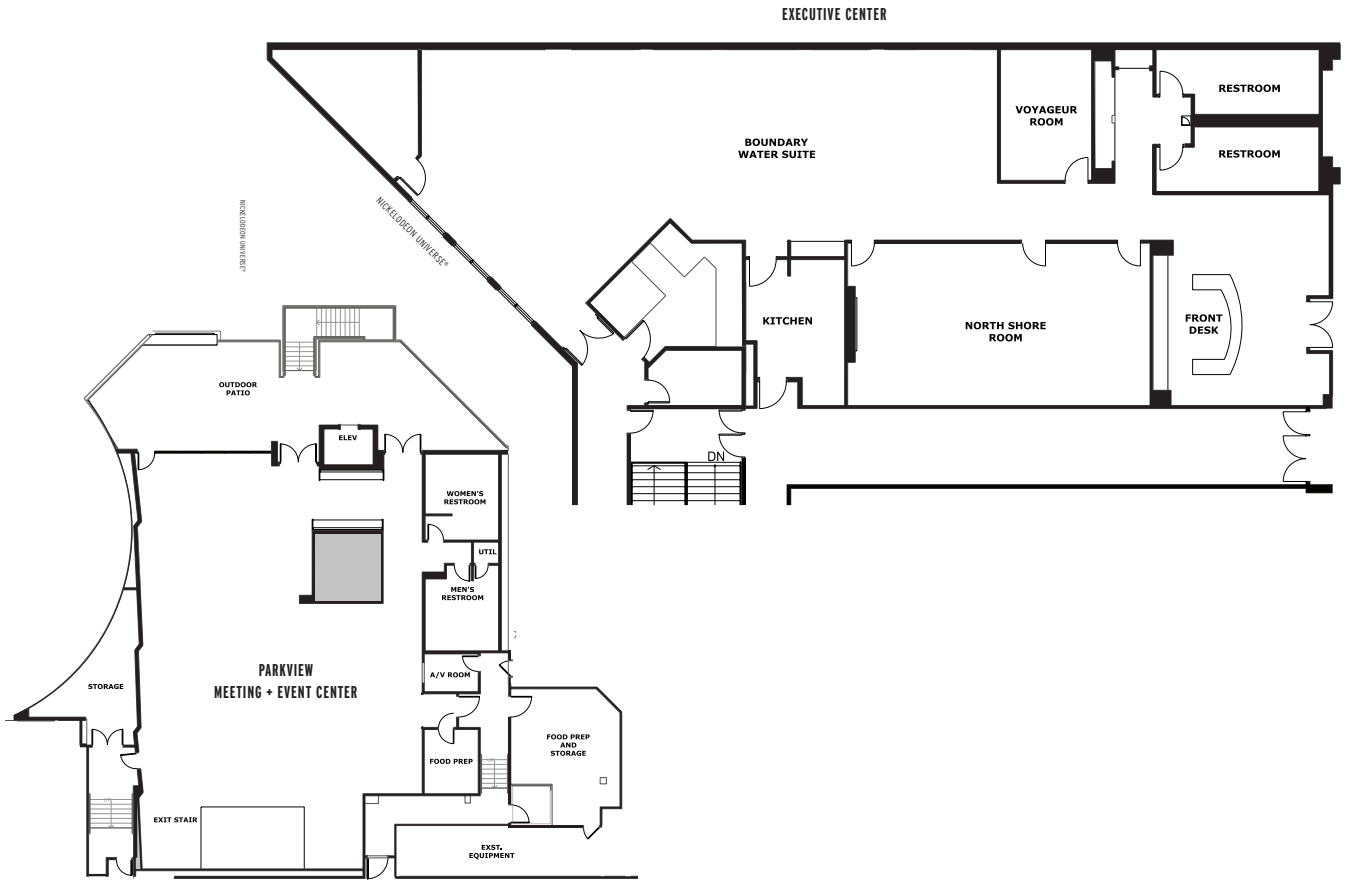 EXECUTIVE CENTER
RESTROOM
VOYAGEUR
ROOM
BOUNDARY
WATER SUITE
RESTROOM
NICKELODEON UNIVERSE®
NICKELODEON UNIVERSE®
KITCHEN
NORTH SHORE
ROOM
FRONT
DESK
DN
OUTDOOR
PATIO
ELEV
WOMEN'S
RESTROOM
UTIL
MEN'S
RESTROOM
PARKVIEW
MEETING + EVENT CENTER
A/V ROOM
STORAGE
FOOD PREP
AND
STORAGE
FOOD PREP
EXIT STAIR
EXST.
EQUIPMENT